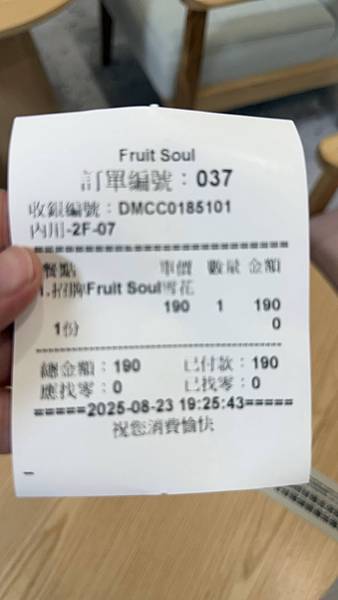 Fruit Soul
訂單編號：037
收銀編號：DMCC0185101
內用-2F-07
================================
餐點 單價 數量 金額
1.招牌Fruit Soul雪花
190 1 190
1份 0
--------------------------------
總金額：190 已付款：190
應找零：0 已找零：0
=====2025-08-23 19:25:43=====
祝您消費愉快